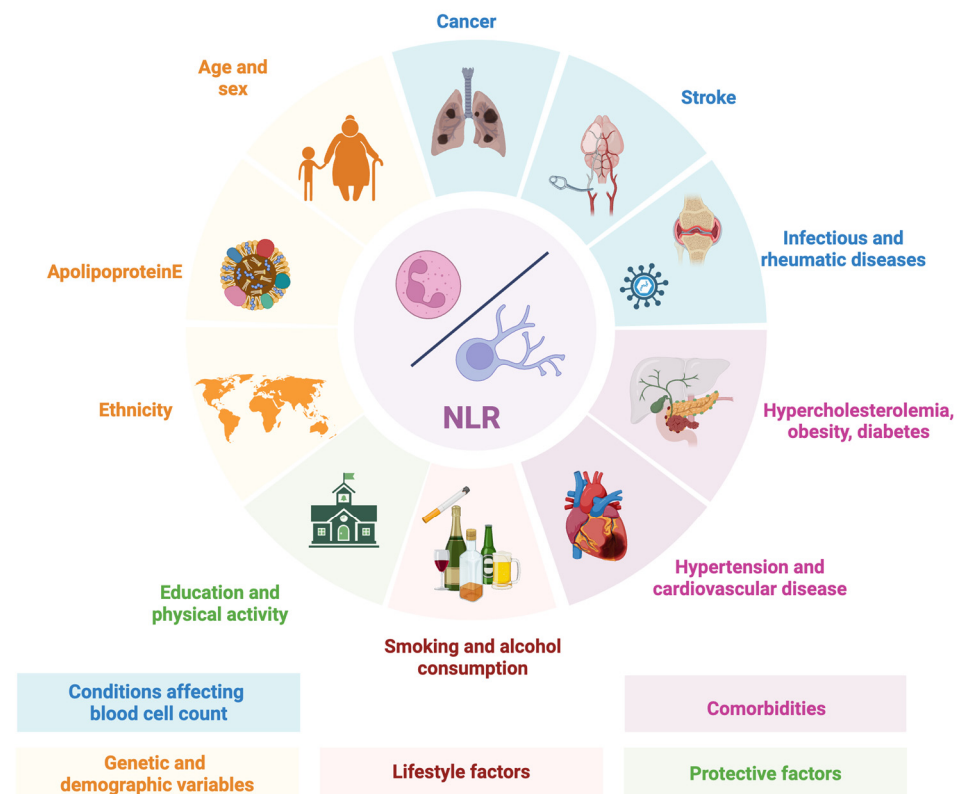 Cancer
Age and
sex
Stroke
Infectious and
rheumatic diseases
ApolipoproteinE
NLR
Ethnicity
Hypercholesterolemia,
obesity, diabetes
Hypertension and
cardiovascular disease
Education and
physical activity
Smoking and alcohol
consumption
Conditions affecting
blood cell count
Comorbidities
Genetic and
demographic variables
Lifestyle factors
Protective factors